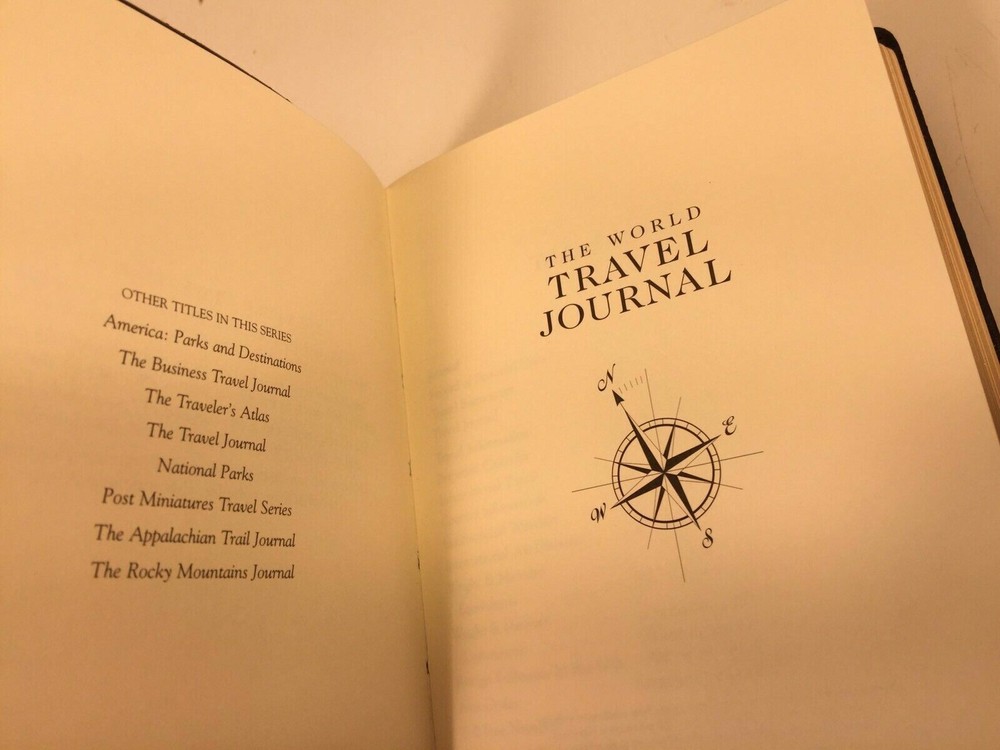 OTHER TITLES IN THIS SERIES
America: Parks and Destinations
The Business Travel Journal
The Traveler's Atlas
The Travel Journal
National Parks
Post Miniatures Travel Series
The Appalachian Trail Journal
The Rocky Mountains Journal
THE WORLD
TRAVEL
JOURNAL
N
E
W
S